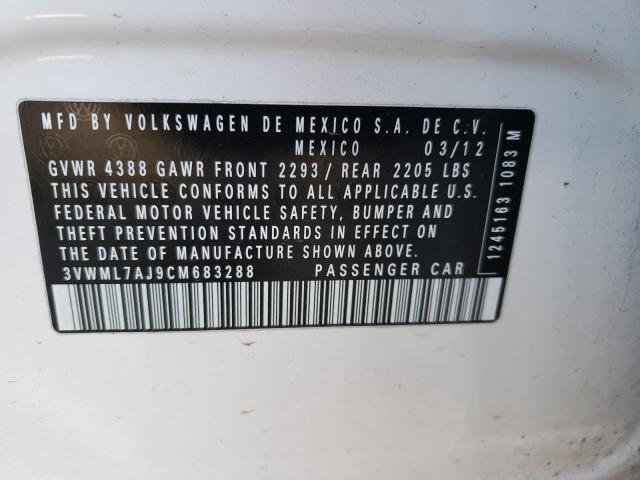 MFD BY VOLKSWAGEN DE MEXICO S.A. DE C.V.
MEXICO 03/12
GVWR 4388 GAWR FRONT 2293/ REAR 2205 LBS
THIS VEHICLE CONFORMS TO ALL APPLICABLE U.S.
FEDERAL MOTOR VEHICLE SAFETY, BUMPER AND
THEFT PREVENTION STANDARDS IN EFFECT ON
THE DATE OF MANUFACTURE SHOWN ABOVE.
3VWML7AJ9CM683288 PASSENGER CAR
1245163 1083 M